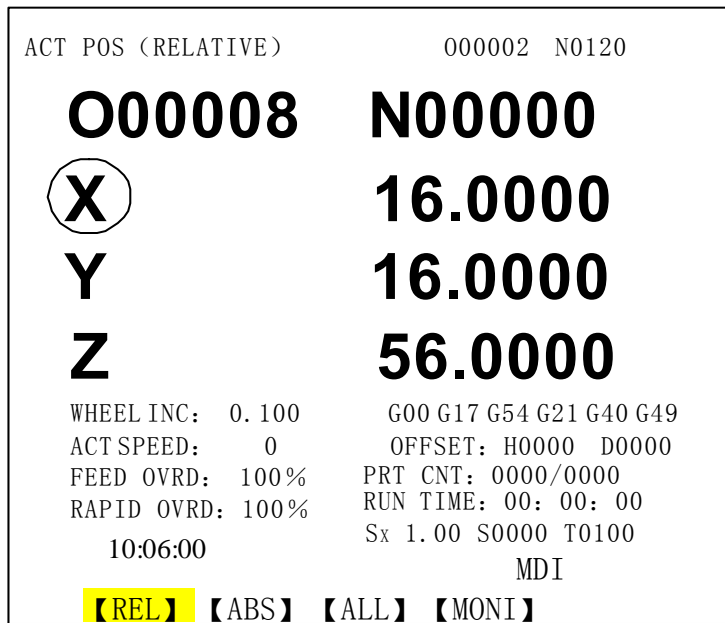 ACT POS (RELATIVE) O00002 N0120
O00008 N00000
X 16.0000
Y 16.0000
Z 56.0000
WHEEL INC: 0.100 G00 G17 G54 G21 G40 G49
ACT SPEED: 0 OFFSET: H0000 D0000
FEED OVRD: 100% PRT CNT: 0000/0000
RAPID OVRD: 100% RUN TIME: 00: 00: 00
10:06:00 Sx 1.00 S0000 T0100
MDI
【REL】 【ABS】 【ALL】 【MONI】